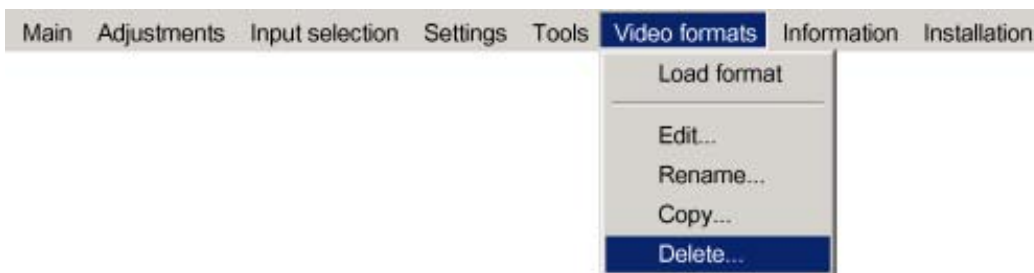 Main Adjustments Input selection Settings Tools Video formats Information Installation
Load format
Edit...
Rename...
Copy...
Delete...